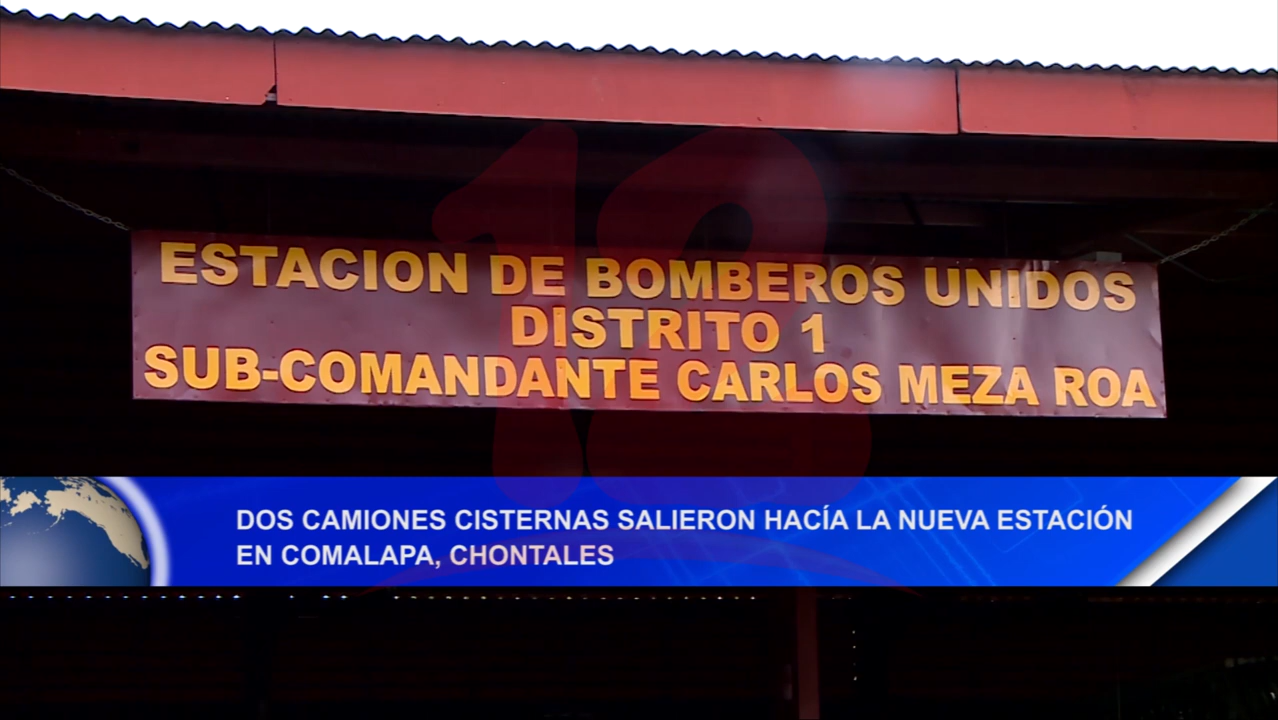 ESTACION DE BOMBEROS UNIDOS
DISTRITO 1
SUB-COMANDANTE CARLOS MEZA ROA
12
DOS CAMIONES CISTERNAS SALIERON HACÍA LA NUEVA ESTACIÓN
EN COMALAPA, CHONTALES